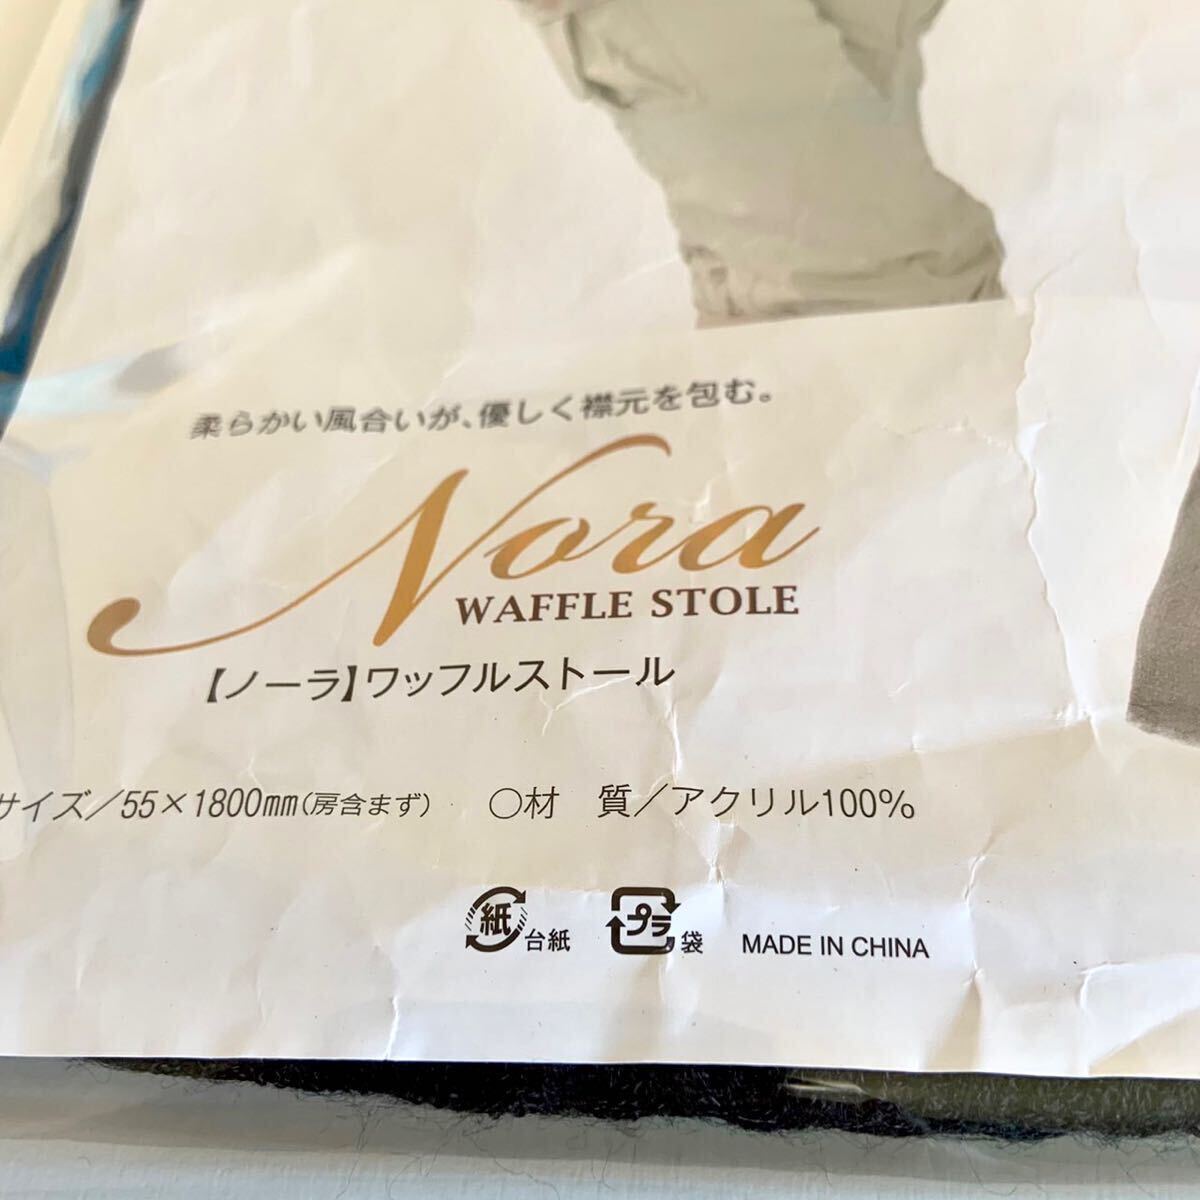 柔らかい風合いが、優しく襟元を包む。
Nora
WAFFLE STOLE
【ノーラ】ワッフルストール
サイズ／55×1800mm（房含まず） ○材　質／アクリル100%
紙 台紙 プラ 袋 MADE IN CHINA